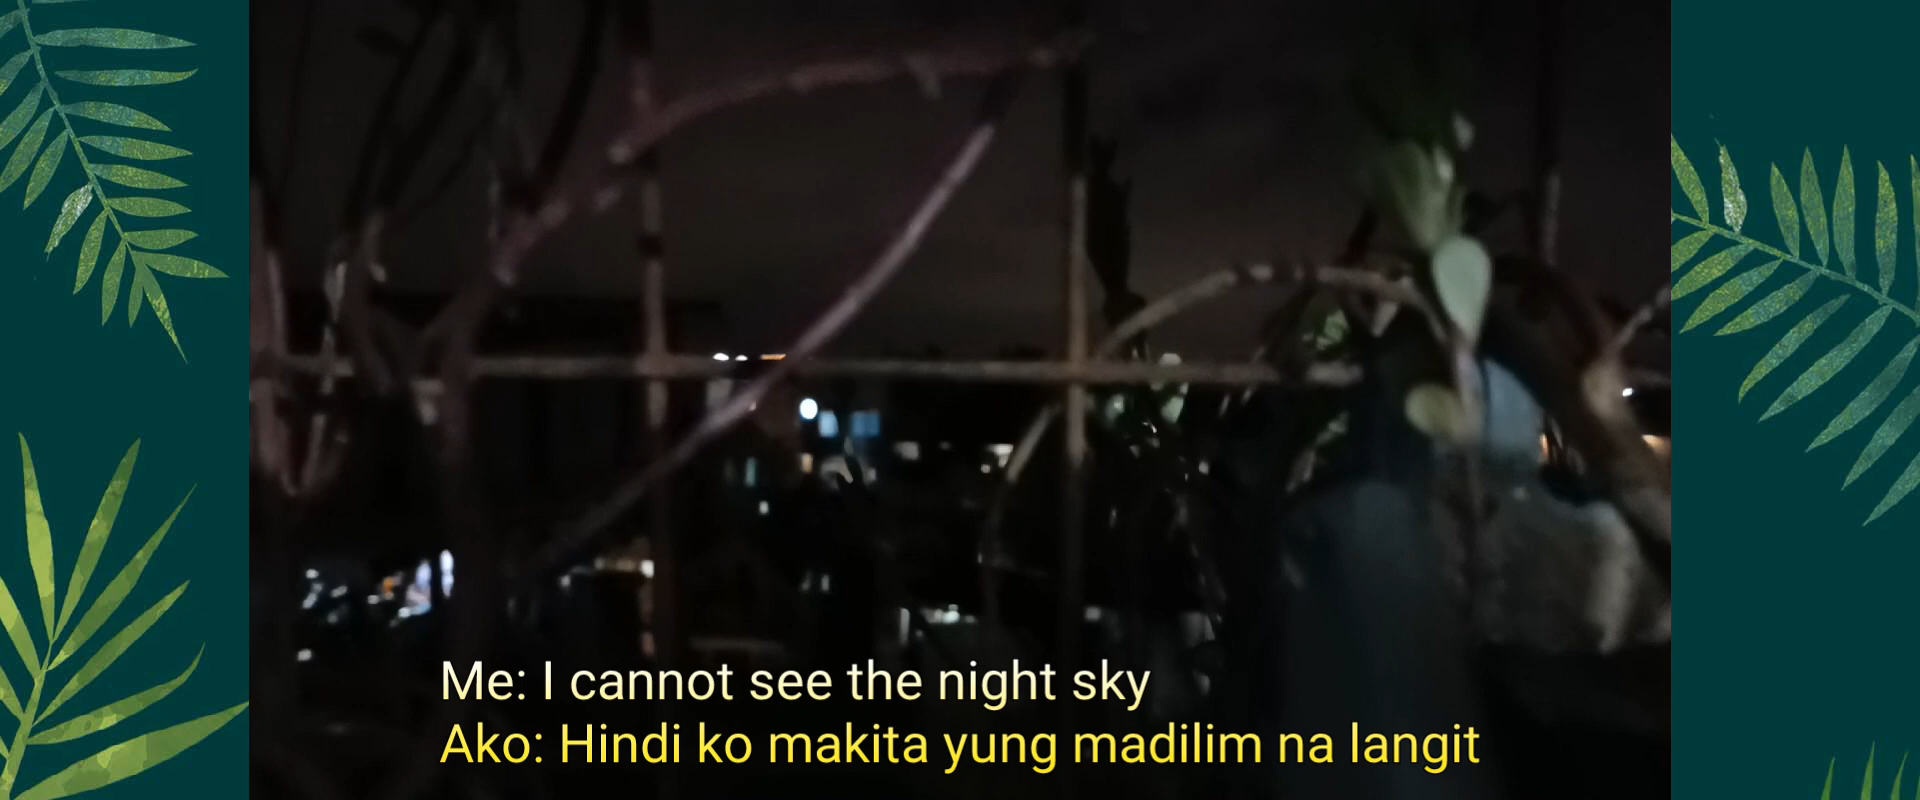 Me: I cannot see the night sky
Ako: Hindi ko makita yung madilim na langit